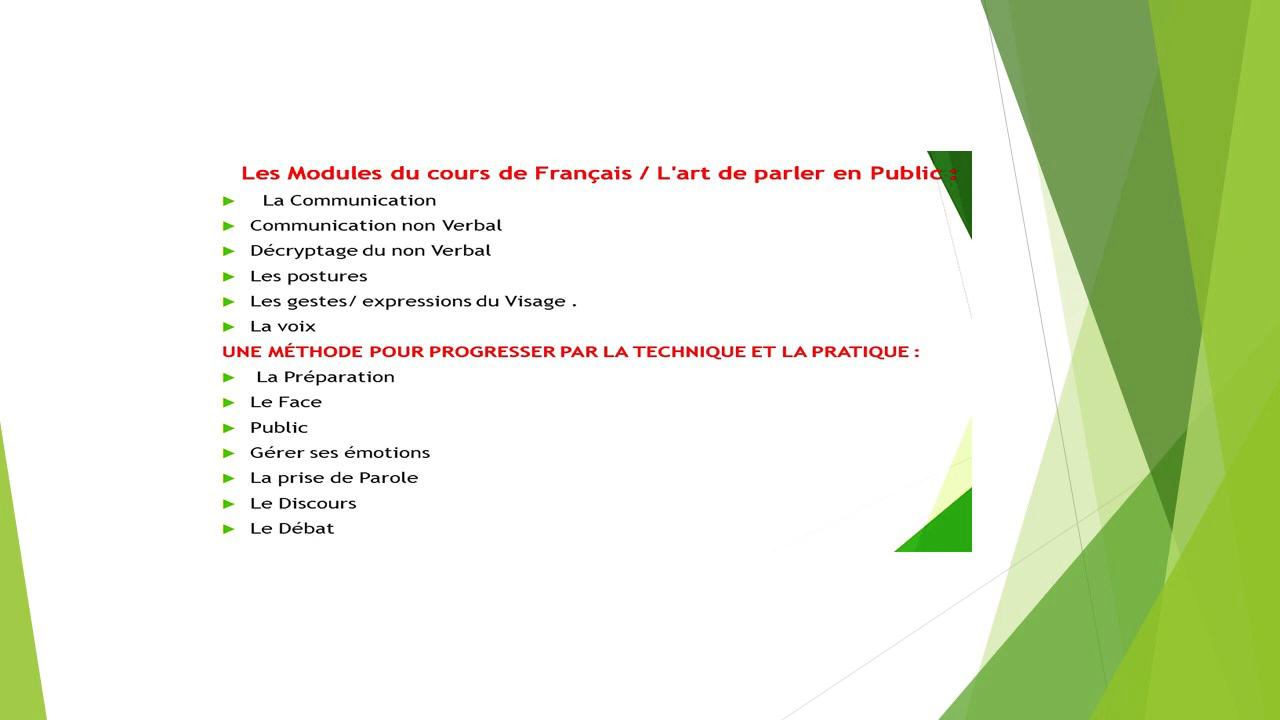 Les Modules du cours de Français / L'art de parler en Public :
La Communication
Communication non Verbal
Décryptage du non Verbal
Les postures
Les gestes/ expressions du Visage .
La voix
UNE MÉTHODE POUR PROGRESSER PAR LA TECHNIQUE ET LA PRATIQUE :
La Préparation
Le Face
Public
Gérer ses émotions
La prise de Parole
Le Discours
Le Débat